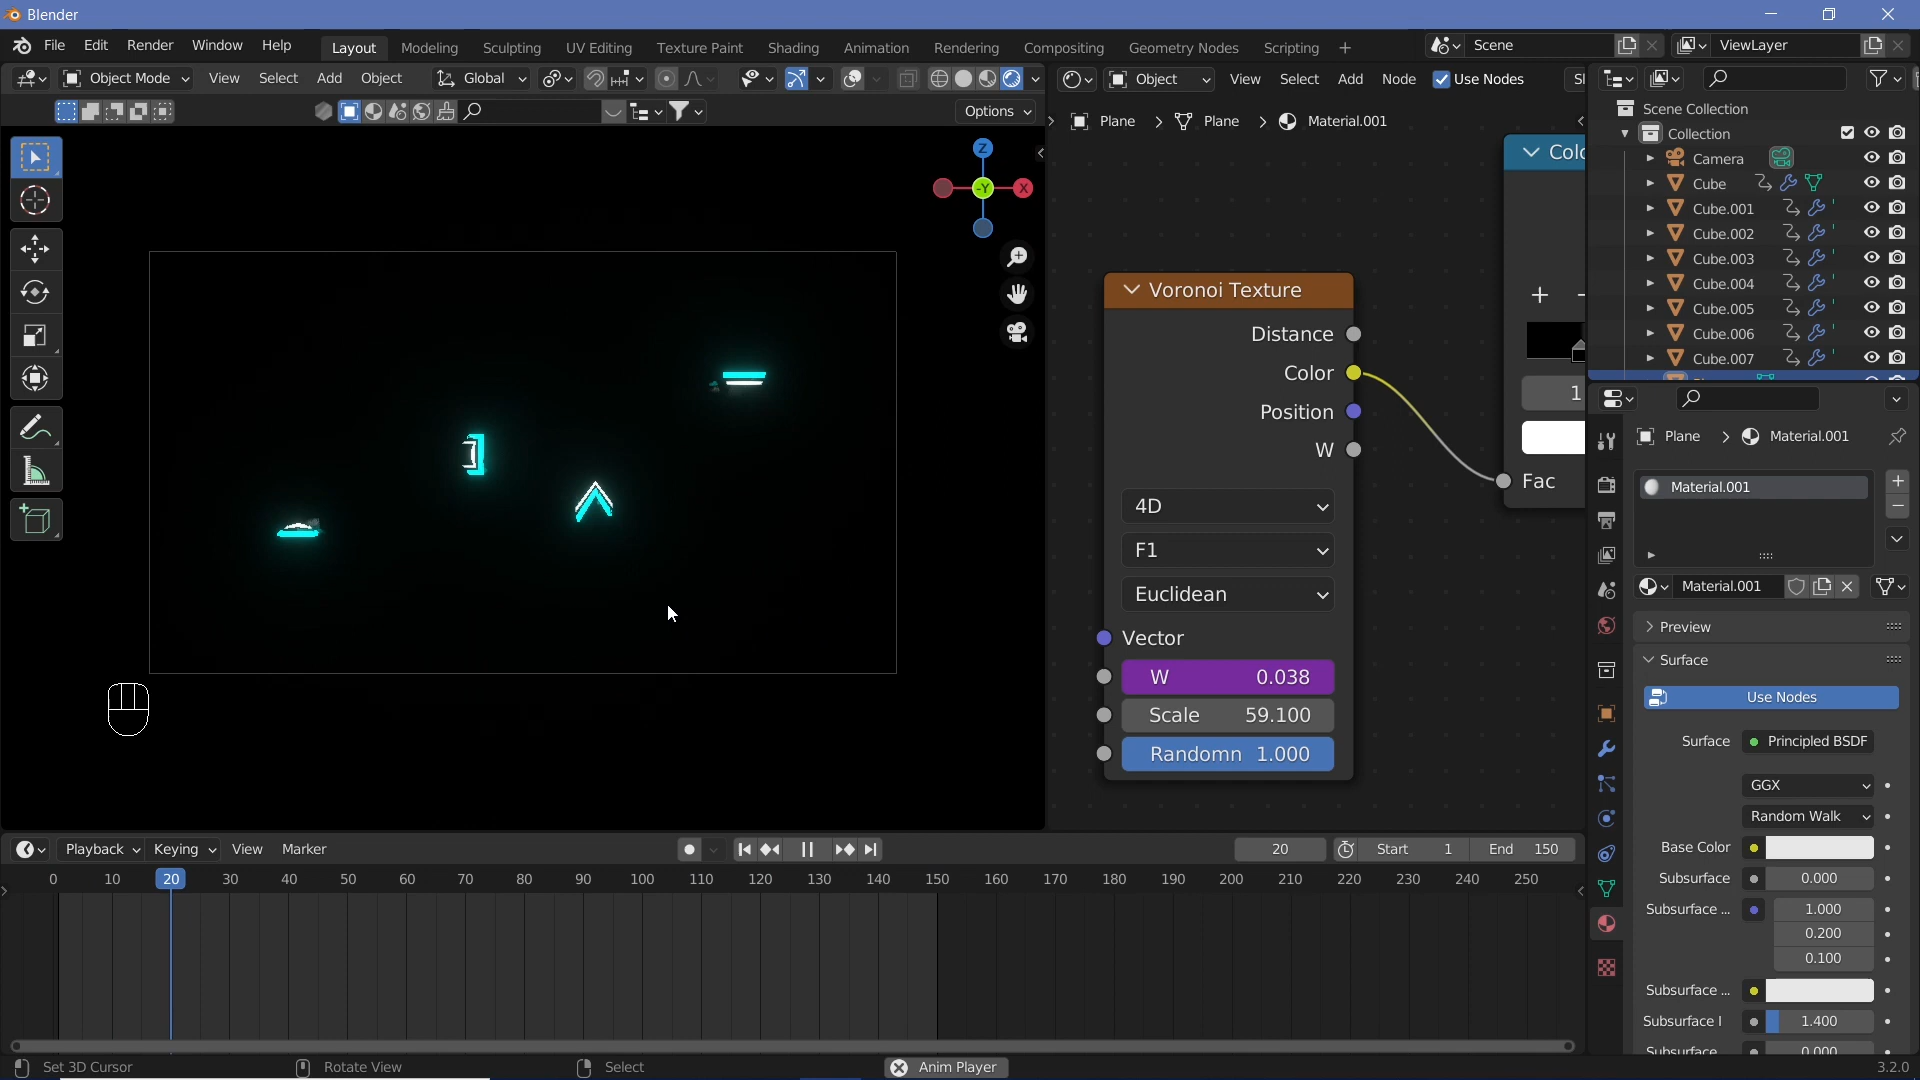 Blender
File Edit Render Window Help Layout Modeling Sculpting UV Editing Texture Paint Shading Animation Rendering Compositing Geometry Nodes Scripting + Scene ViewLayer
Object Mode View Select Add Object Global Object View Select Add Node Use Nodes
Options
Plane > Plane > Material.001
Z
-Y
X
Voronoi Texture
Distance
Color
Position
W
4D
F1
Euclidean
Vector
W 0.038
Scale 59.100
Randomn 1.000
+
1
Fac
Scene Collection
Collection
Camera
Cube
Cube.001
Cube.002
Cube.003
Cube.004
Cube.005
Cube.006
Cube.007
Plane > Material.001
Material.001
Material.001
Preview
Surface
Use Nodes
Surface Principled BSDF
GGX
Random Walk
Base Color
Subsurface 0.000
Subsurface ... 1.000
0.200
0.100
Subsurface ...
Subsurface I 1.400
Subsurface 0.000
Playback Keying View Marker 20 Start 1 End 150
0 10 20 30 40 50 60 70 80 90 100 110 120 130 140 150 160 170 180 190 200 210 220 230 240 250
Set 3D Cursor Rotate View Select Anim Player 3.2.0